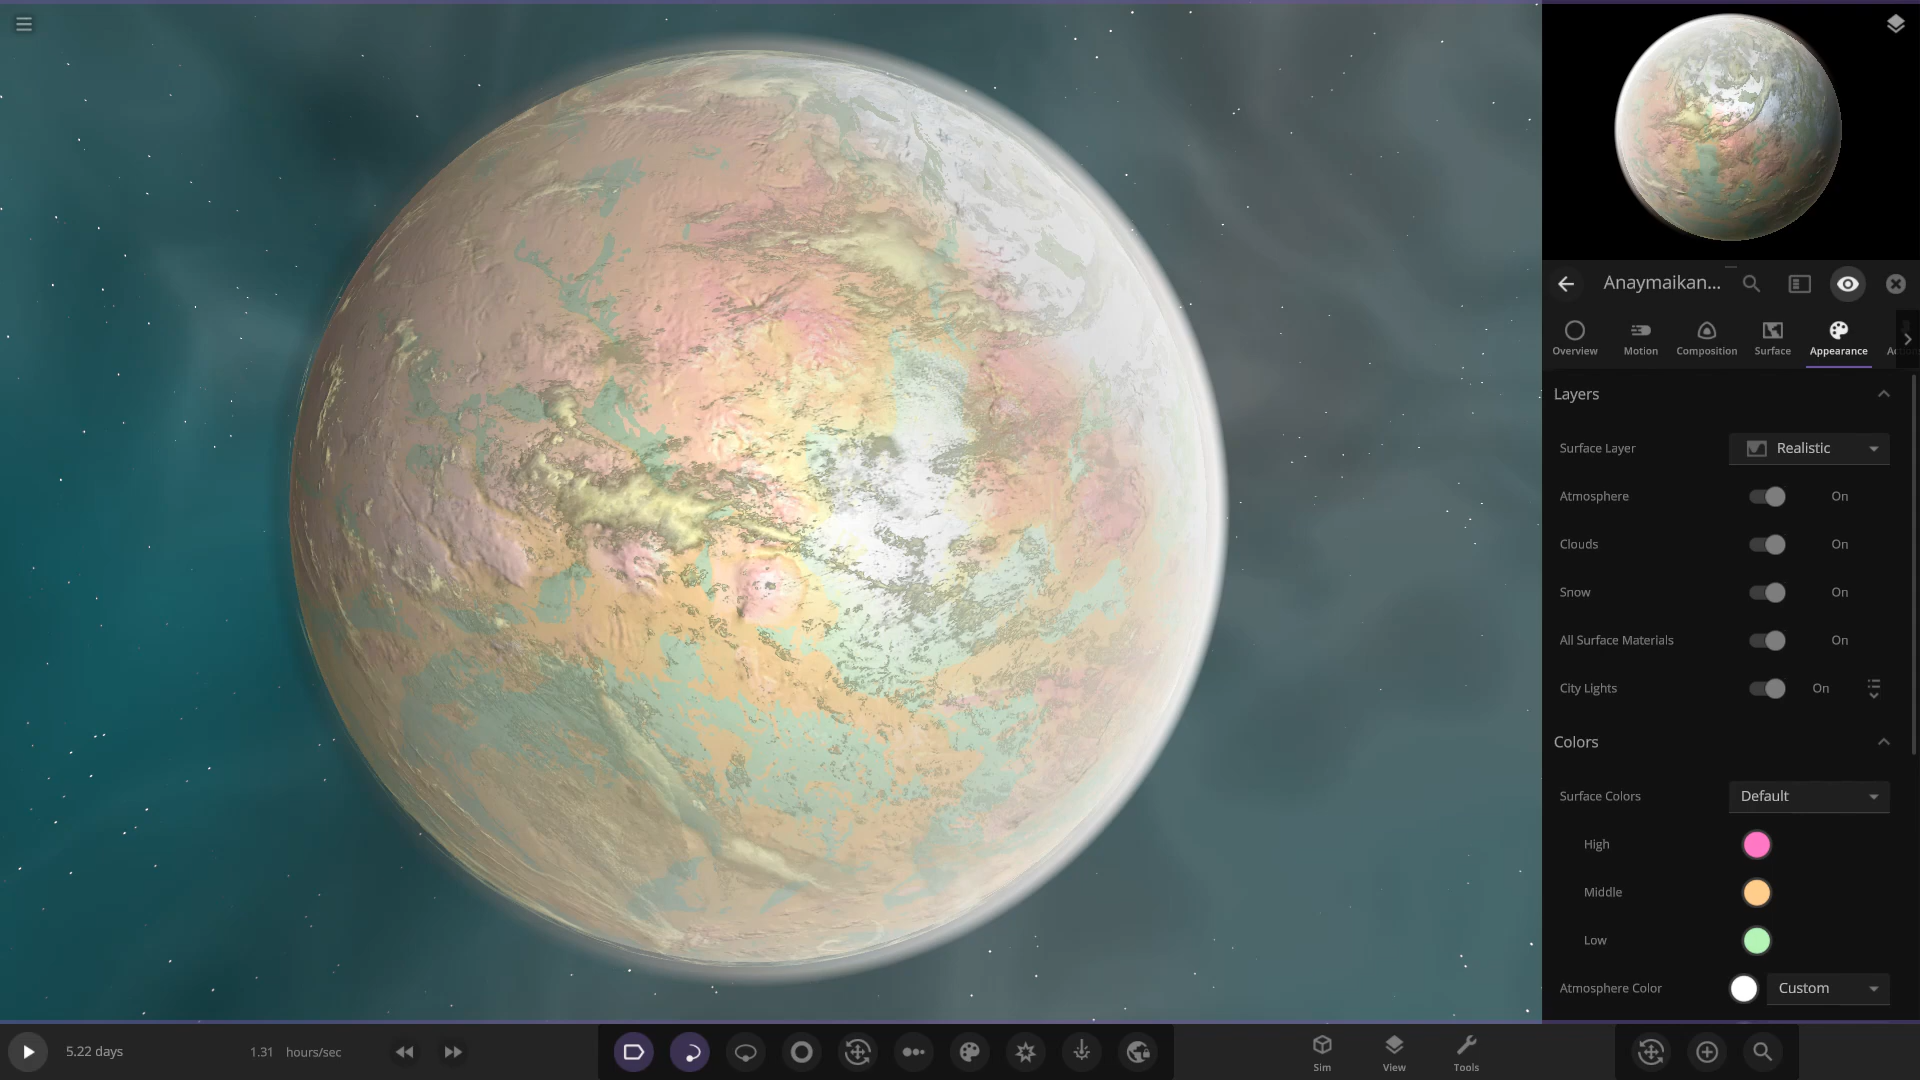 Anaymaikan...
Overview
Motion
Composition
Surface
Appearance
Layers
Surface Layer
Realistic
Atmosphere
On
Clouds
On
Snow
On
All Surface Materials
On
City Lights
On
Colors
Surface Colors
Default
High
Middle
Low
Atmosphere Color
Custom
5.22 days
1.31 hours/sec
Sim
View
Tools